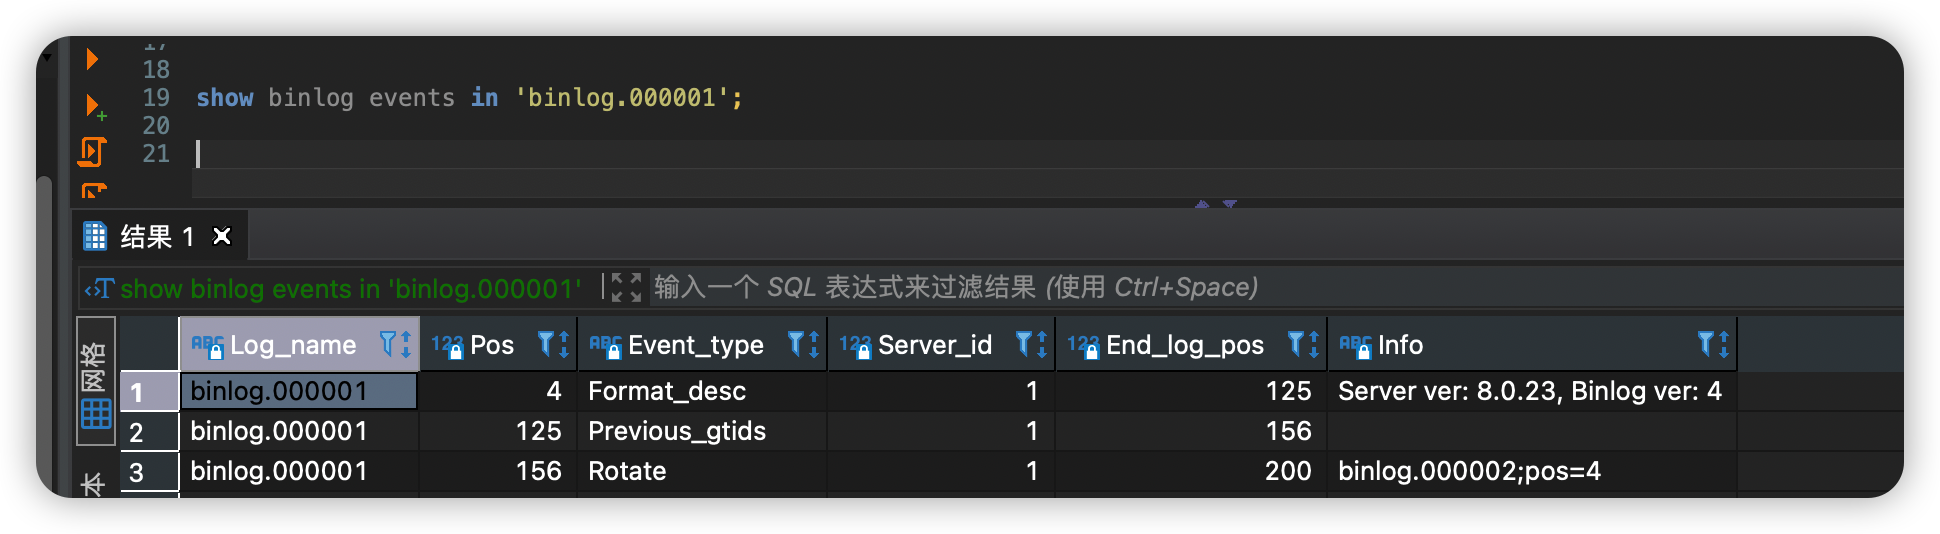 17
18
19 show binlog events in 'binlog.000001';
20
21
结果 1
show binlog events in 'binlog.000001' 输入一个 SQL 表达式来过滤结果 (使用 Ctrl+Space)
网格
本
Log_name Pos Event_type Server_id End_log_pos Info
1 binlog.000001 4 Format_desc 1 125 Server ver: 8.0.23, Binlog ver: 4
2 binlog.000001 125 Previous_gtids 1 156
3 binlog.000001 156 Rotate 1 200 binlog.000002;pos=4